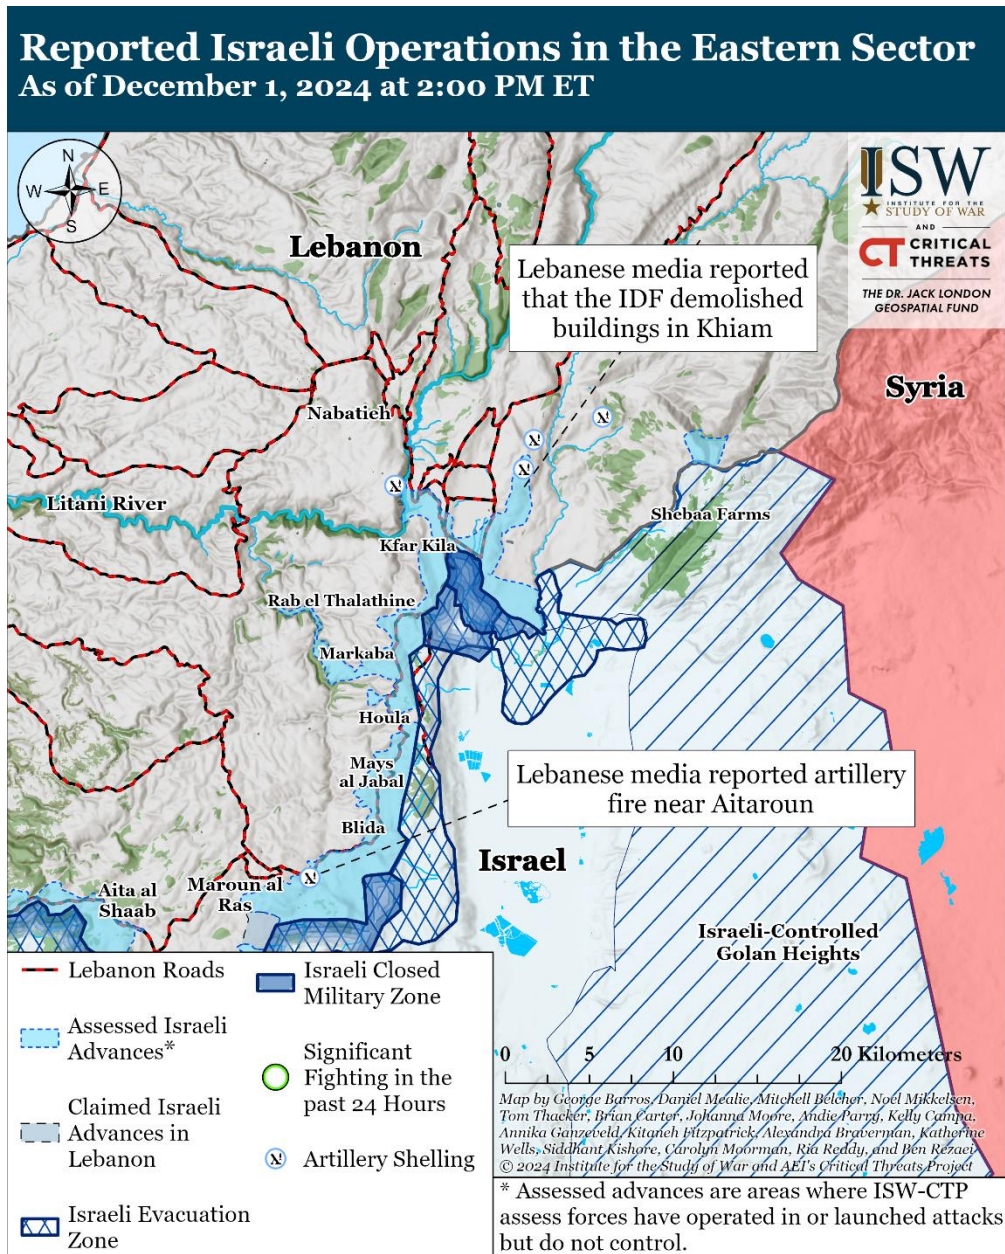 Reported Israeli Operations in the Eastern Sector
As of December 1, 2024 at 2:00 PM ET
N
W
E
S
ISW
INSTITUTE FOR THE
STUDY OF WAR
AND
CT CRITICAL
THREATS
THE DR. JACK LONDON
GEOSPATIAL FUND
Lebanon
Lebanese media reported
that the IDF demolished
buildings in Khiam
Syria
Nabatieh
Litani River
Shebaa Farms
Kfar Kila
Rab el Thalathine
Markaba
Houla
Mays
al Jabal
Lebanese media reported artillery
fire near Aitaroun
Blida
Israel
Maroun al
Ras
Aita al
Shaab
Israeli-Controlled
Golan Heights
Lebanon Roads
Assessed Israeli
Advances*
Claimed Israeli
Advances in
Lebanon
Israeli Evacuation
Zone
Israeli Closed
Military Zone
Significant
Fighting in the
past 24 Hours
Artillery Shelling
0 5 10 20 Kilometers
Map by George Barros, Daniel Mealie, Mitchell Belcher, Noel Mikkelsen,
Tom Thacker, Brian Carter, Johanna Moore, Andie Parry, Kelly Campa,
Annika Ganzeveld, Kitaneh Fitzpatrick, Alexandra Braverman, Katherine
Wells, Siddhant Kishore, Carolyn Moorman, Ria Reddy, and Ben Rezaei
© 2024 Institute for the Study of War and AEI's Critical Threats Project
* Assessed advances are areas where ISW-CTP
assess forces have operated in or launched attacks
but do not control.